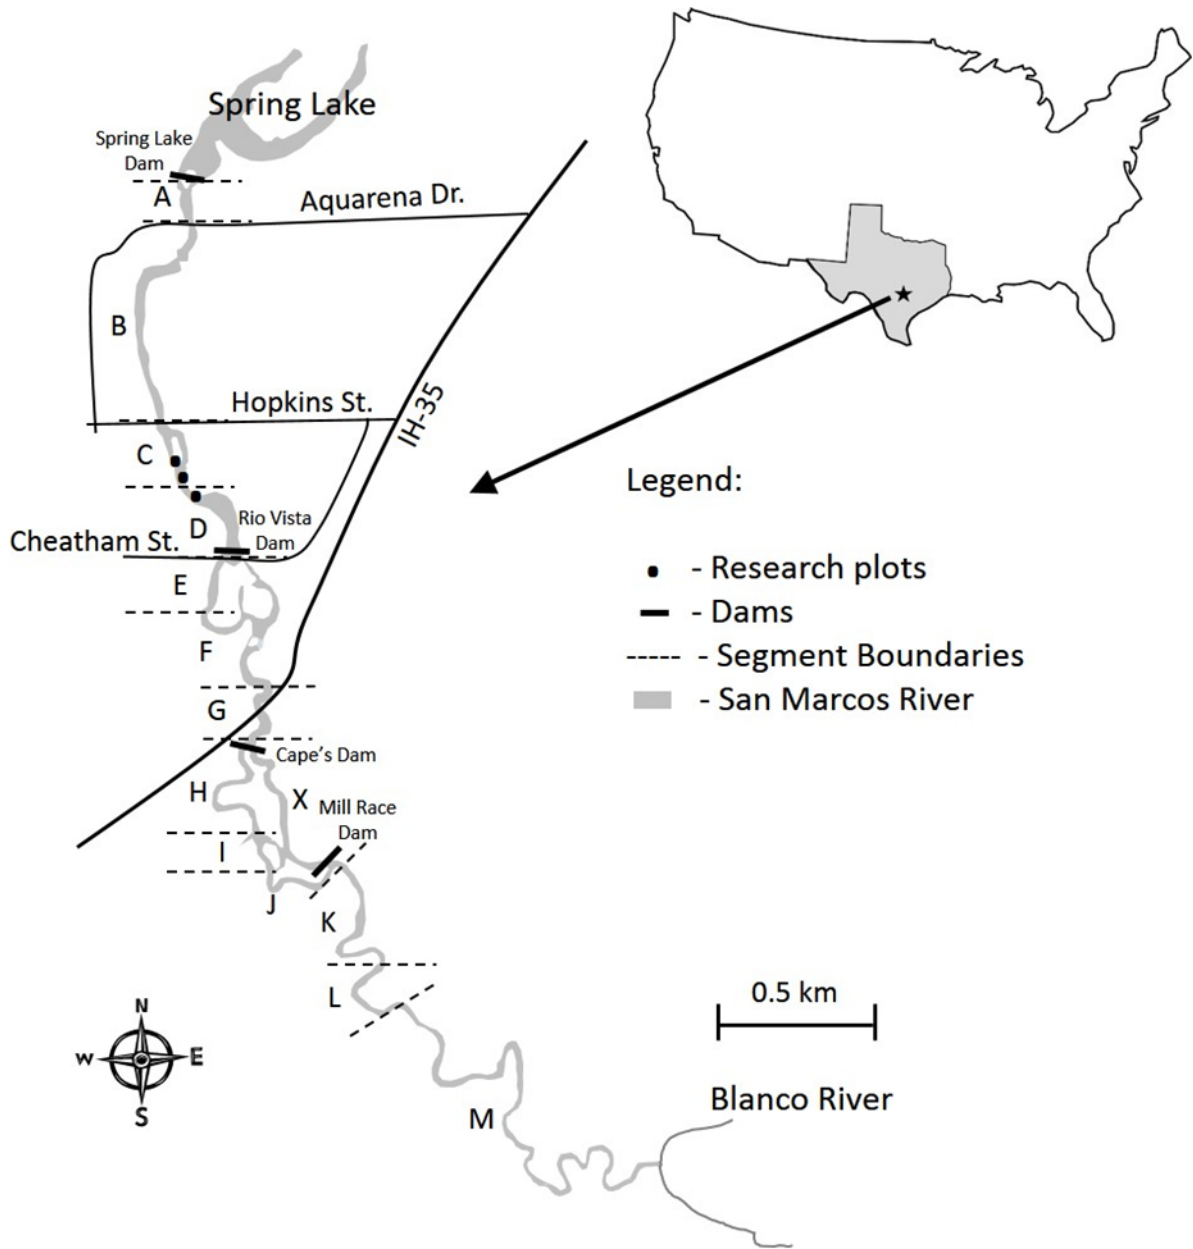 Spring Lake
Spring Lake
Dam
A
Aquarena Dr.
B
Hopkins St.
IH-35
C
D
Rio Vista
Dam
Cheatham St.
E
F
G
Cape's Dam
H
X
Mill Race
Dam
I
J
K
L
M
Legend:
- Research plots
- Dams
- Segment Boundaries
- San Marcos River
0.5 km
Blanco River
N
W
E
S